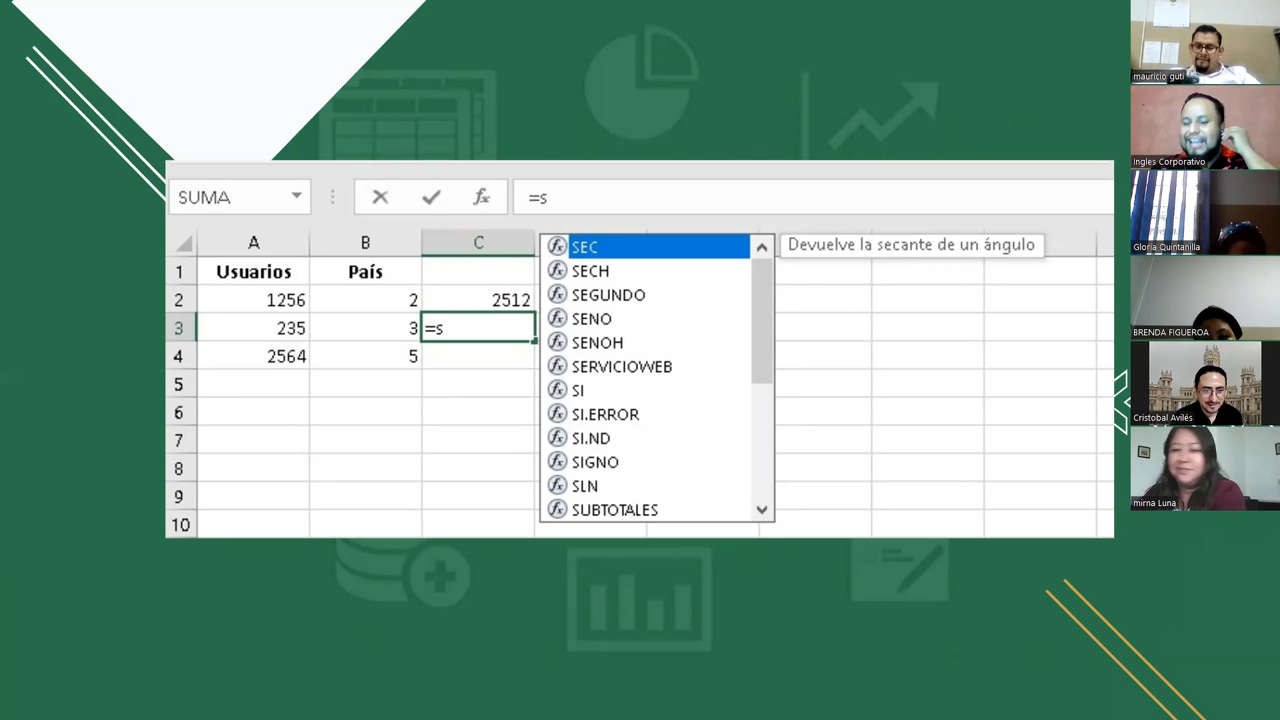 SUMA
=s
A B C
1 Usuarios País
2 1256 2 2512
3 235 3 =s
4 2564 5
5
6
7
8
9
10
SEC
SECH
SEGUNDO
SENO
SENOH
SERVICIOWEB
SI
SI.ERROR
SI.ND
SIGNO
SLN
SUBTOTALES
Devuelve la secante de un ángulo
mauricio guti
Ingles Corporativo
Gloria Quintanilla
BRENDA FIGUEROA
Cristobal Avilés
mirna Luna